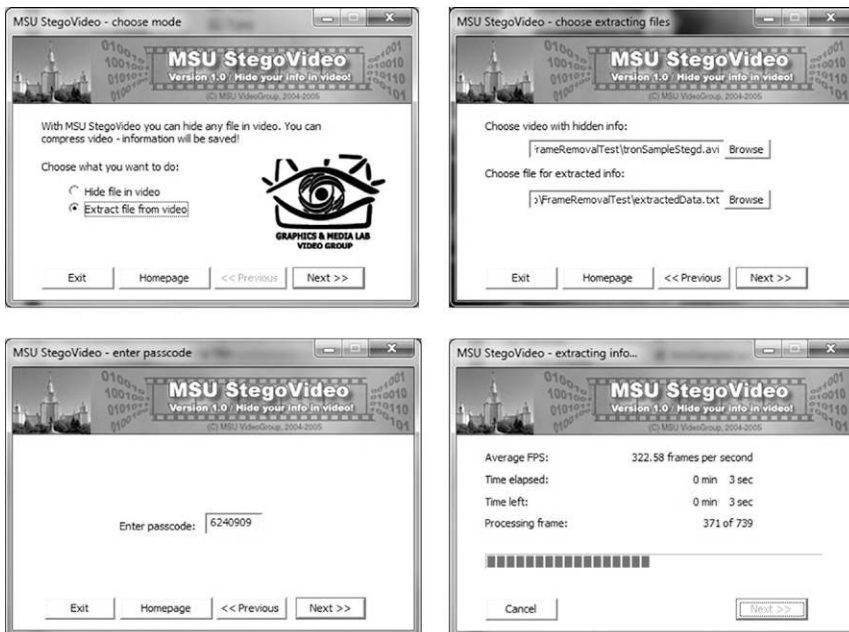 MSU StegoVideo - choose mode
MSU StegoVideo
Version 1.0 / Hide your info in video!
(C) MSU VideoGroup, 2004-2005
With MSU StegoVideo you can hide any file in video. You can
compress video - information will be saved!
Choose what you want to do:
Hide file in video
Extract file from video
GRAPHICS & MEDIA LAB
VIDEO GROUP
Exit Homepage << Previous Next >>
MSU StegoVideo - choose extracting files
MSU StegoVideo
Version 1.0 / Hide your info in video!
(C) MSU VideoGroup, 2004-2005
Choose video with hidden info:
rameRemovalTest\tronSampleStegd.avi Browse
Choose file for extracted info:
\FrameRemovalTest\extractedData.txt Browse
Exit Homepage << Previous Next >>
MSU StegoVideo - enter passcode
MSU StegoVideo
Version 1.0 / Hide your info in video!
(C) MSU VideoGroup, 2004-2005
Enter passcode: 6240909
Exit Homepage << Previous Next >>
MSU StegoVideo - extracting info...
MSU StegoVideo
Version 1.0 / Hide your info in video!
(C) MSU VideoGroup, 2004-2005
Average FPS: 322.58 frames per second
Time elapsed: 0 min 3 sec
Time left: 0 min 3 sec
Processing frame: 371 of 739
Cancel Next >>